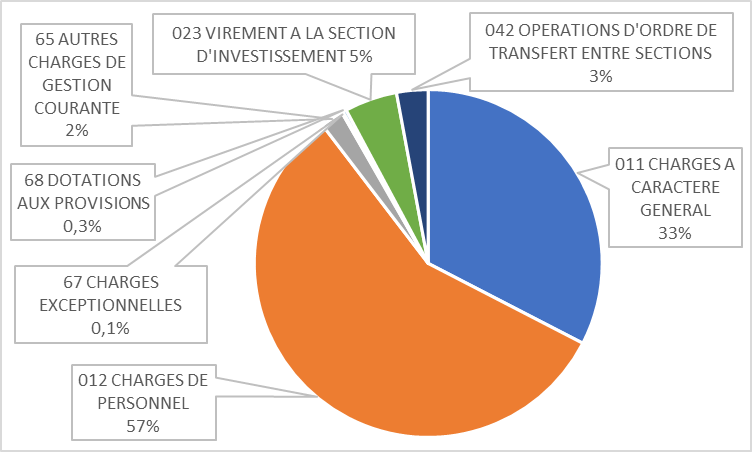 65 AUTRES
CHARGES DE
GESTION
COURANTE
2%
023 VIREMENT A LA SECTION
D'INVESTISSEMENT 5%
042 OPERATIONS D'ORDRE DE
TRANSFERT ENTRE SECTIONS
3%
011 CHARGES A
CARACTERE
GENERAL
33%
68 DOTATIONS
AUX PROVISIONS
0,3%
67 CHARGES
EXCEPTIONNELLES
0,1%
012 CHARGES DE
PERSONNEL
57%